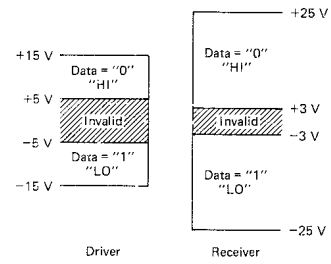 +25 V
+15 V
Data = "0"
"HI"
Data = "0"
"HI"
+5 V
Invalid
+3 V
Invalid
−3 V
−5 V
Data = "1"
"LO"
Data = "1"
"LO"
−15 V
−25 V
Driver
Receiver